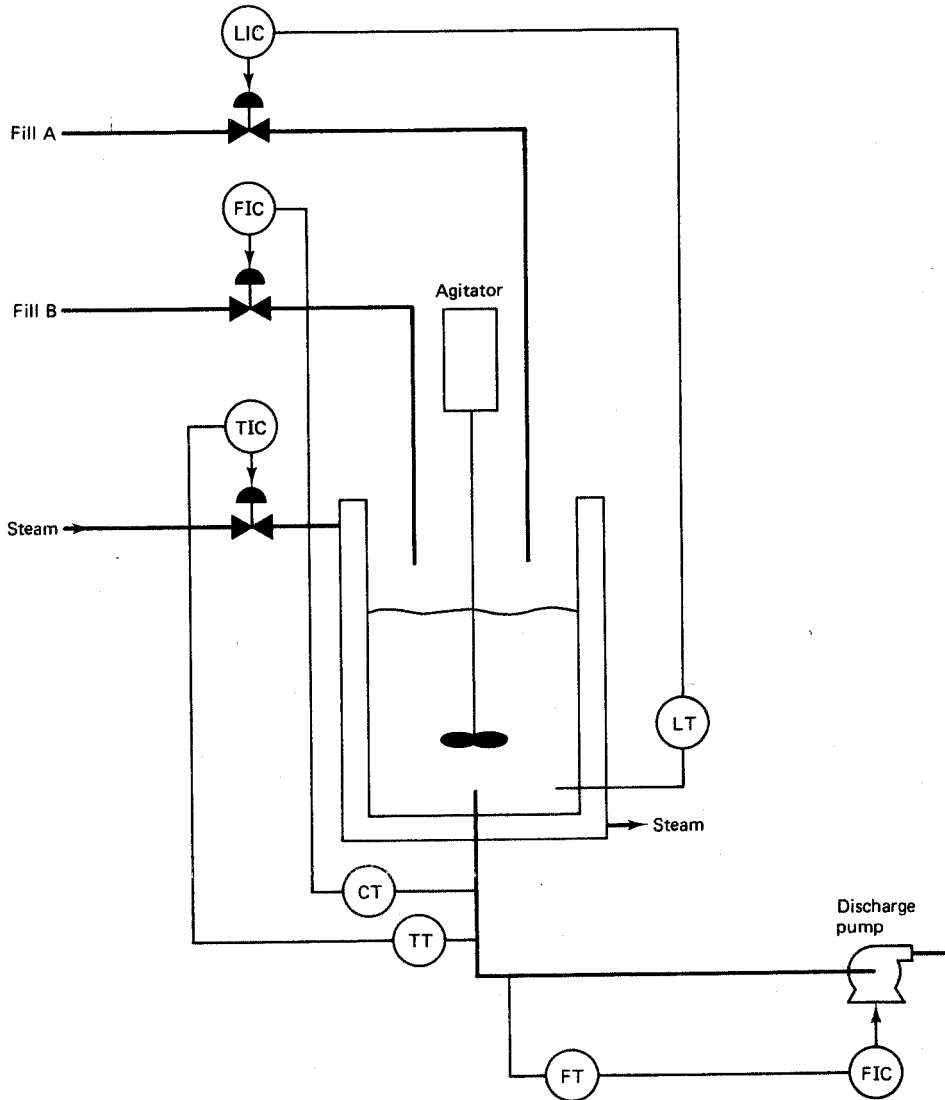 LIC
Fill A
FIC
Fill B
Agitator
TIC
Steam
LT
Steam
CT
TT
Discharge
pump
FT
FIC